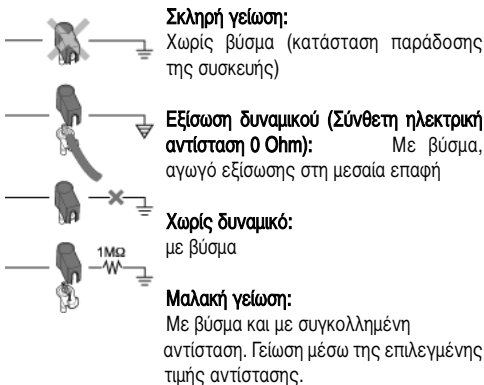 Σκληρή γείωση:
Χωρίς βύσμα (κατάσταση παράδοσης
της συσκευής)
Εξίσωση δυναμικού (Σύνθετη ηλεκτρική
αντίσταση 0 Ohm): Με βύσμα,
αγωγό εξίσωσης στη μεσαία επαφή
Χωρίς δυναμικό:
με βύσμα
1MΩ
Μαλακή γείωση:
Με βύσμα και με συγκολλημένη
αντίσταση. Γείωση μέσω της επιλεγμένης
τιμής αντίστασης.